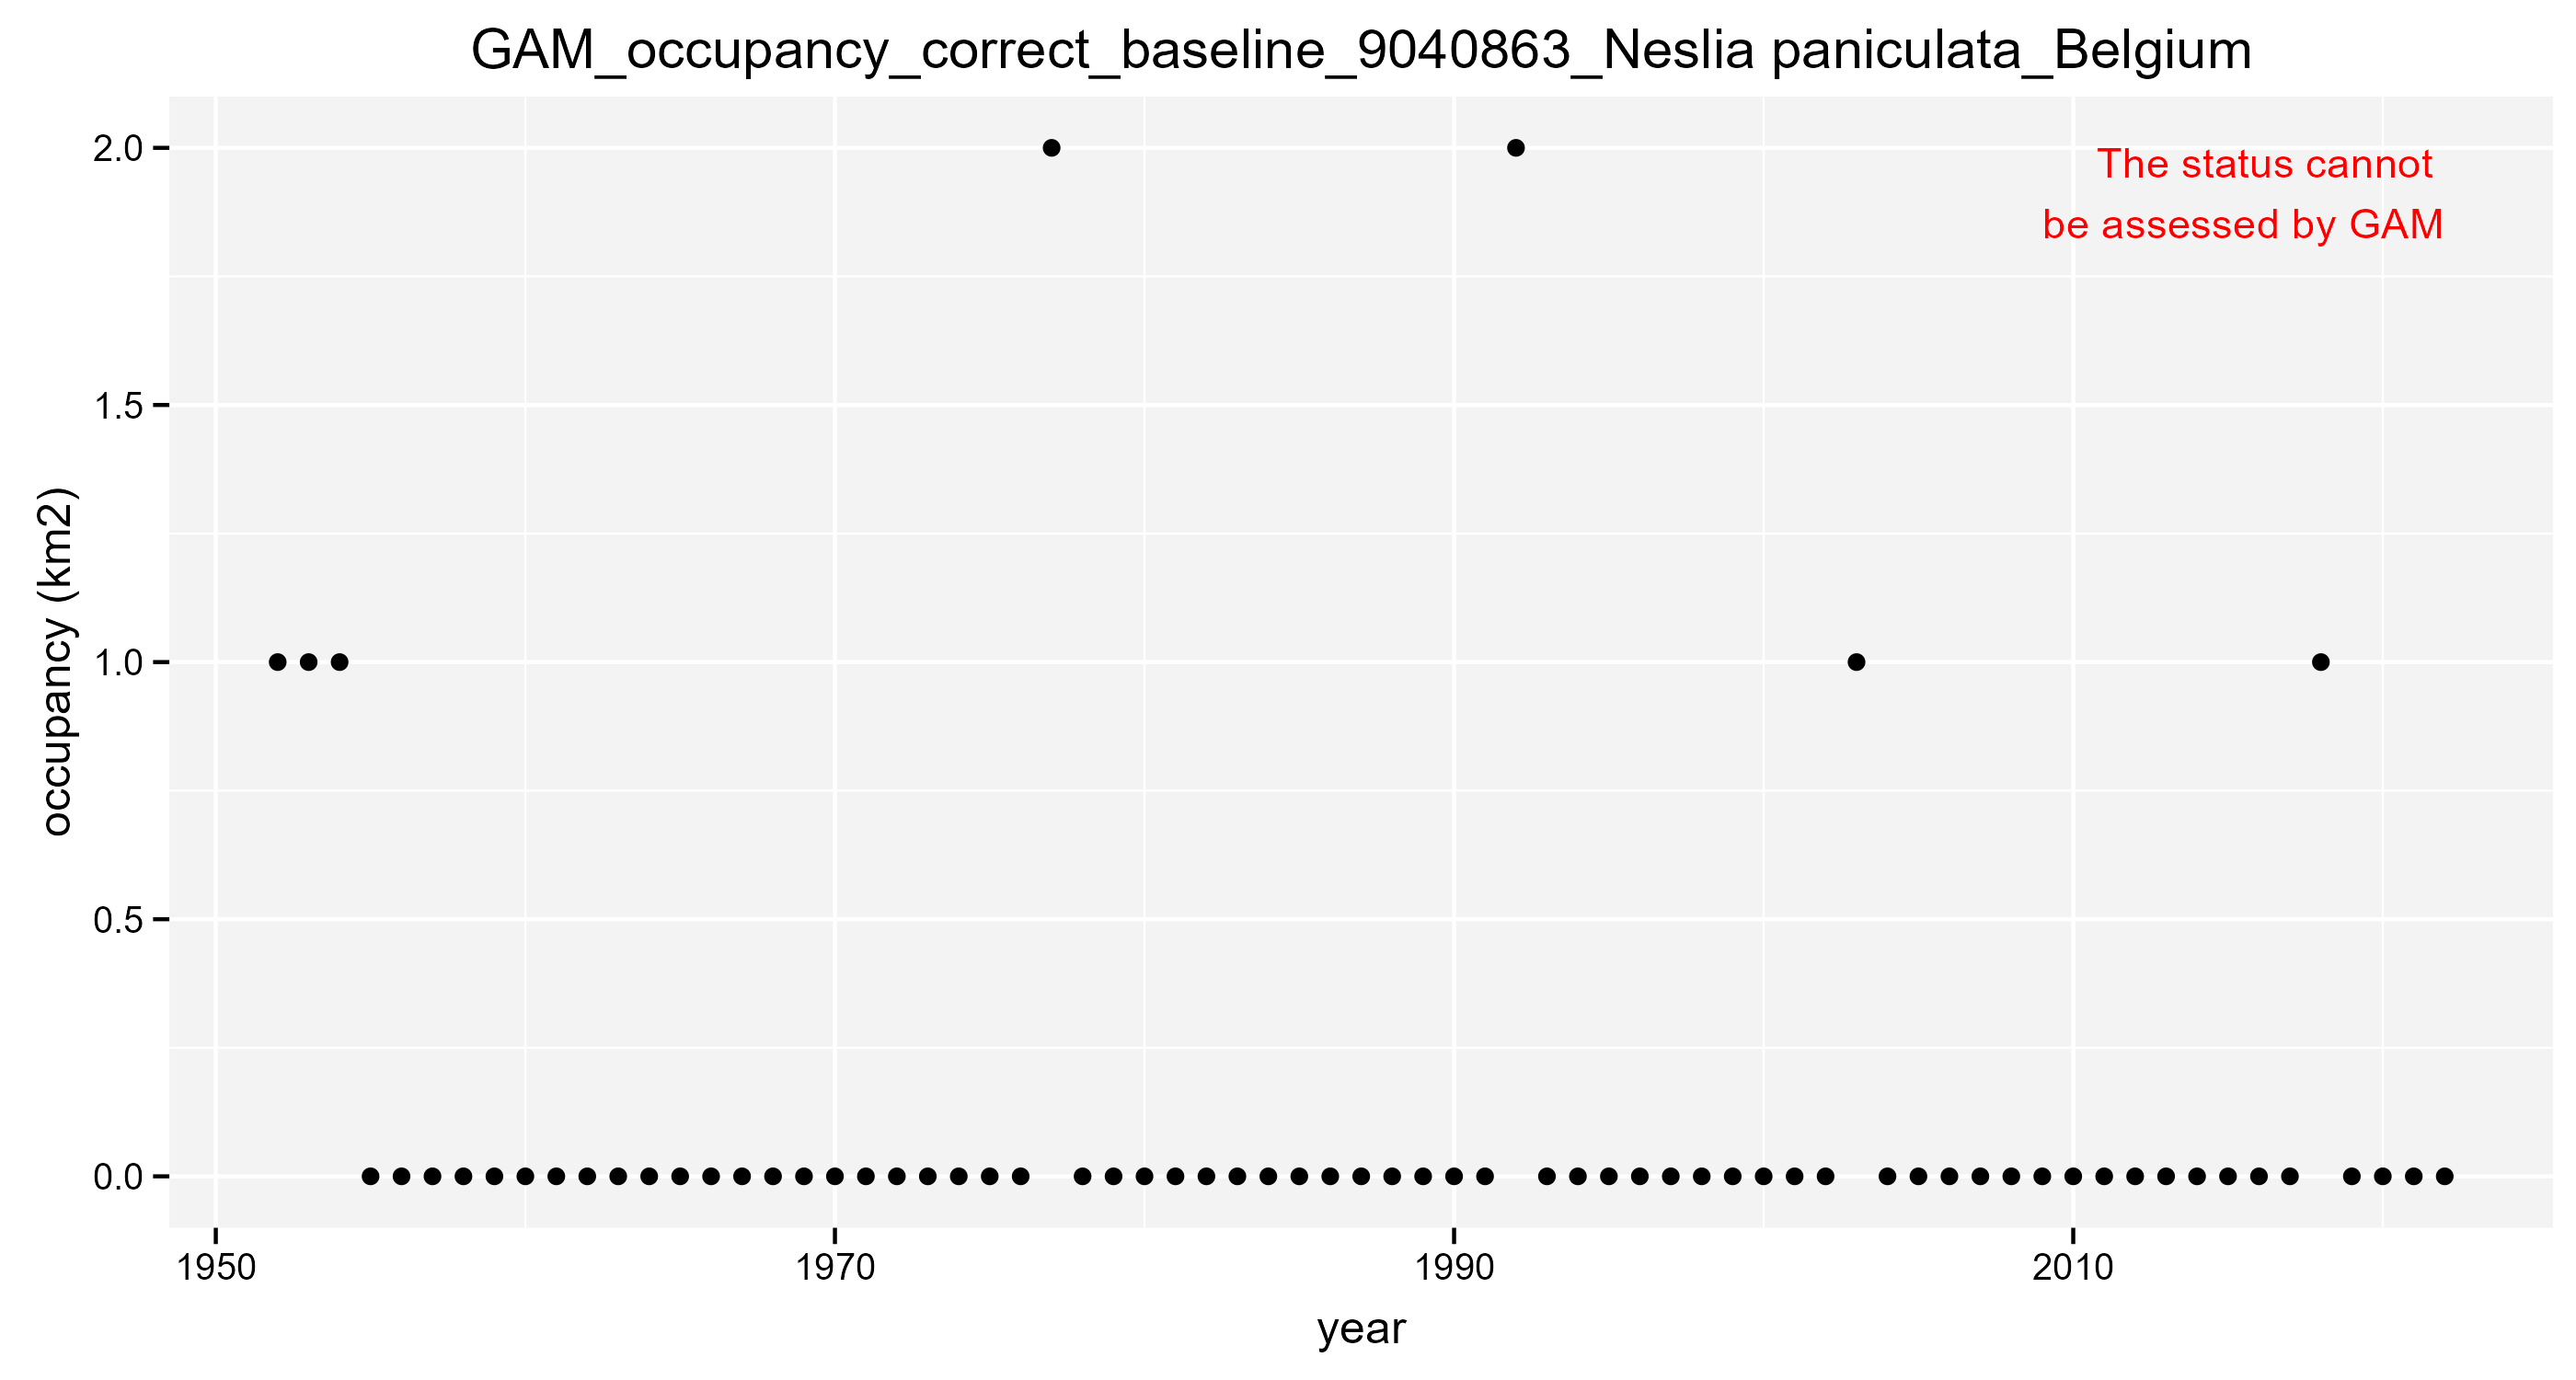 GAM_occupancy_correct_baseline_9040863_Neslia paniculata_Belgium
The status cannot
be assessed by GAM
occupancy (km2)
2.0
1.5
1.0
0.5
0.0
1950
1970
1990
2010
year